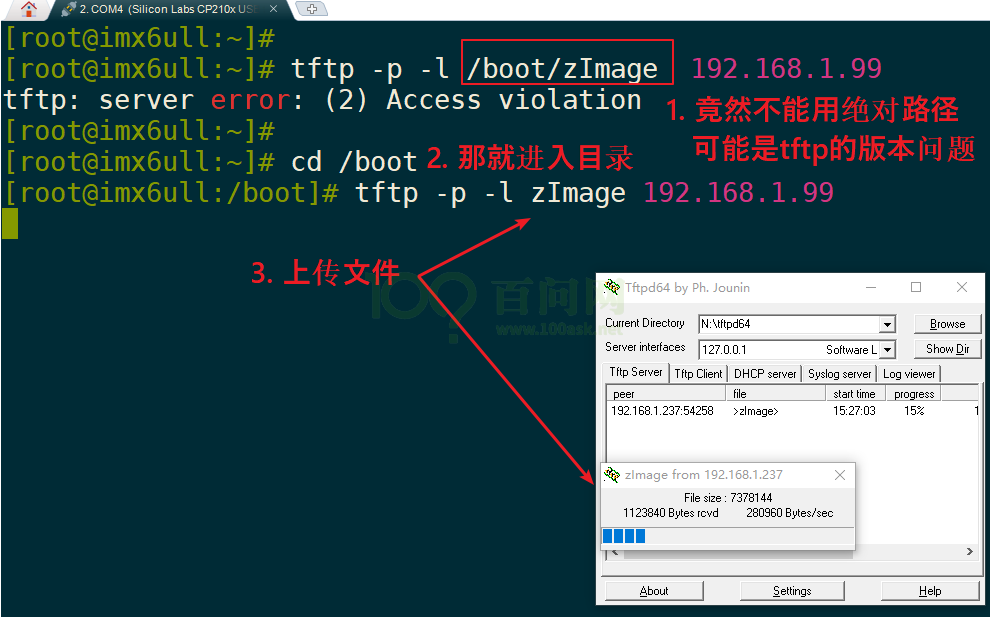 2. COM4 (Silicon Labs CP210x US
[root@imx6ull:~]#
[root@imx6ull:~]# tftp -p -l /boot/zImage 192.168.1.99
tftp: server error: (2) Access violation
1. 竟然不能用绝对路径
可能是tftp的版本问题
[root@imx6ull:~]#
[root@imx6ull:~]# cd /boot
2. 那就进入目录
[root@imx6ull:/boot]# tftp -p -l zImage 192.168.1.99
3. 上传文件
100 百问网
www.100ask.net
Tftpd64 by Ph. Jounin
Current Directory N:\tftpd64 Browse
Server interfaces 127.0.0.1 Software L Show Dir
Tftp Server Tftp Client DHCP server Syslog server Log viewer
peer file start time progress
192.168.1.237:54258 >zImage> 15:27:03 15% 1
zImage from 192.168.1.237
File size : 7378144
1123840 Bytes rcvd 280960 Bytes/sec
About Settings Help